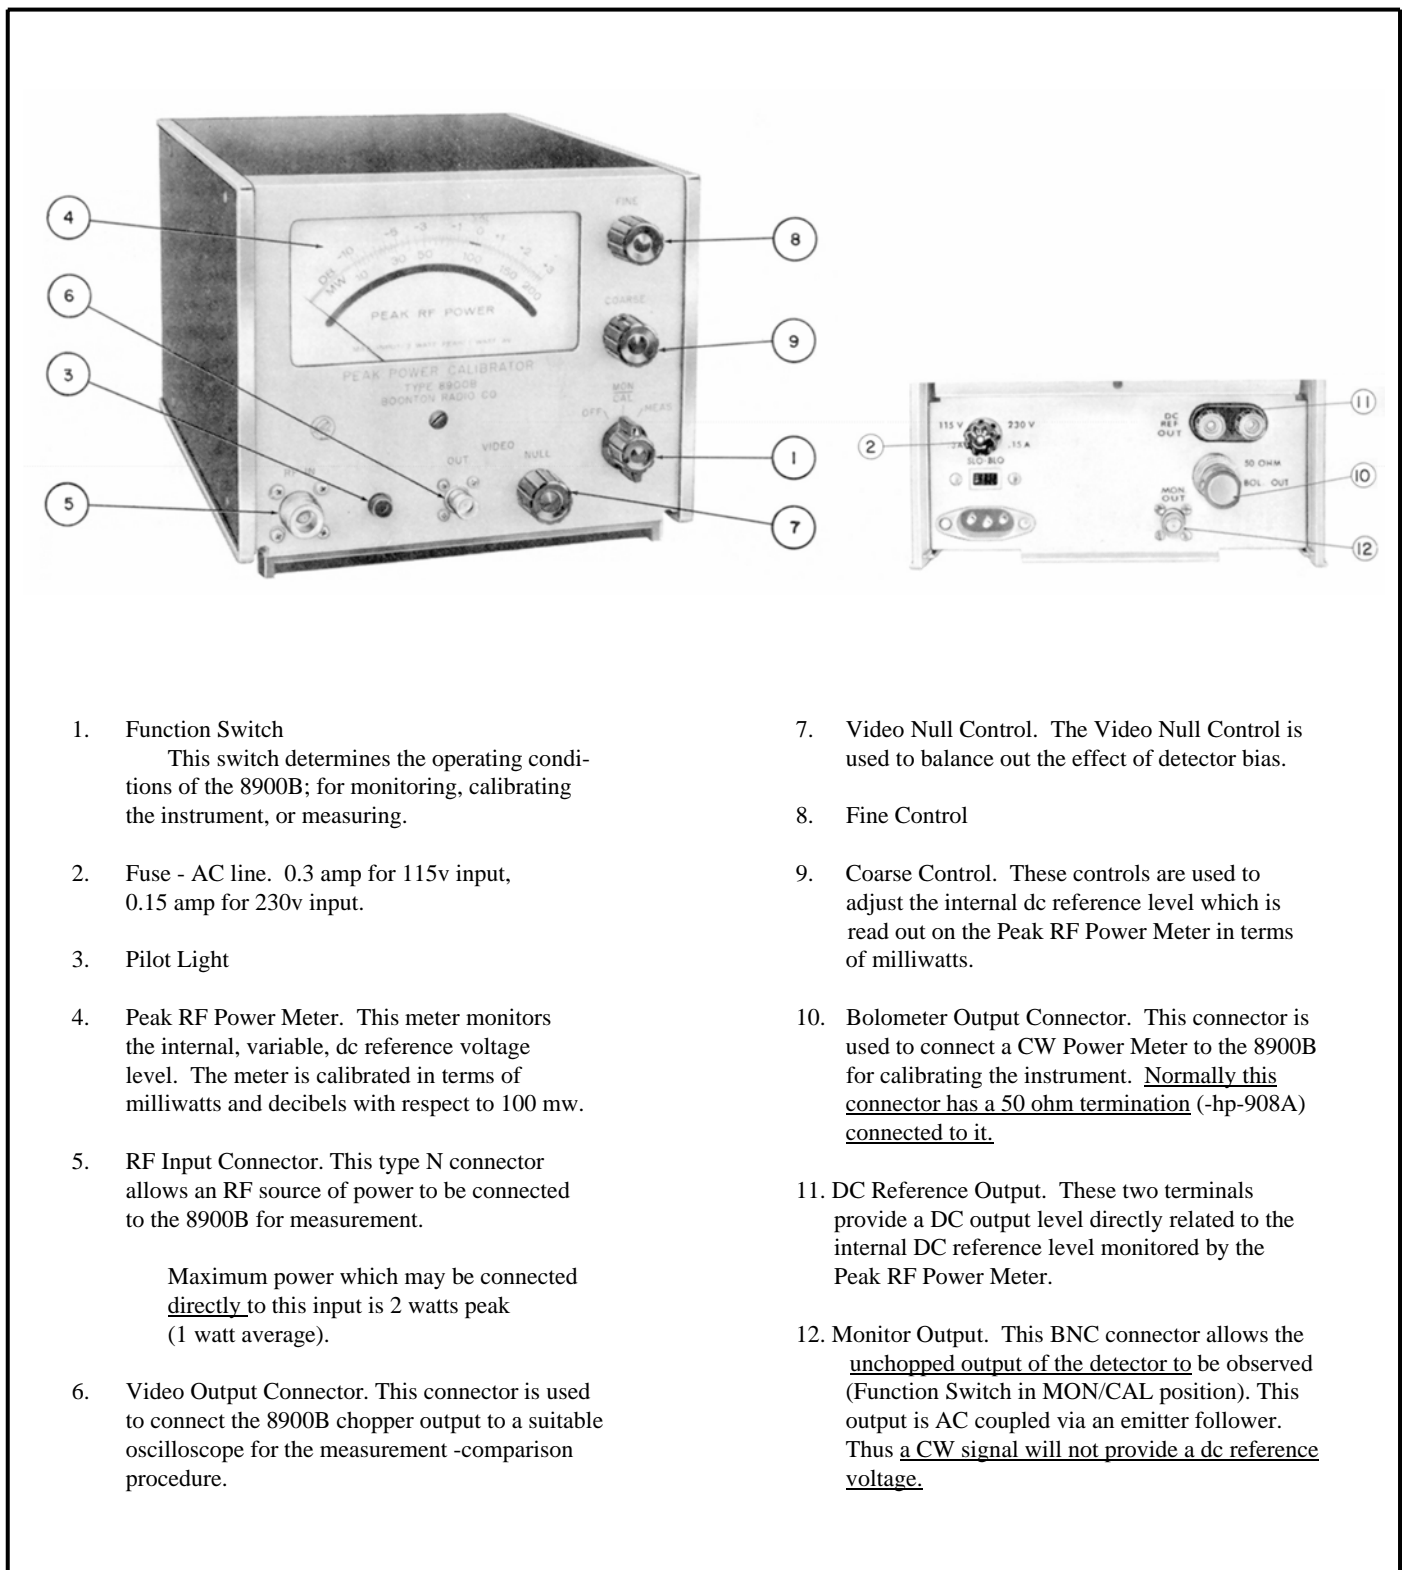 4
6
3
5
8
9
1
7
FINE
COARSE
MON
CAL
OFF
MEAS
DB -10 -5 -3 -1 0 +1 +2 +3
MW 10 30 50 100 150 200
PEAK RF POWER
PEAK POWER CALIBRATOR
TYPE 8900B
BOONTON RADIO CO
RF IN
VIDEO
OUT
NULL
2
11
10
12
115 V
230 V
.15 A
SLO-BLO
DC
REF
OUT
50 OHM
BOL. OUT
MON
OUT
1. Function Switch
This switch determines the operating condi-
tions of the 8900B; for monitoring, calibrating
the instrument, or measuring.
2. Fuse - AC line. 0.3 amp for 115v input,
0.15 amp for 230v input.
3. Pilot Light
4. Peak RF Power Meter. This meter monitors
the internal, variable, dc reference voltage
level. The meter is calibrated in terms of
milliwatts and decibels with respect to 100 mw.
5. RF Input Connector. This type N connector
allows an RF source of power to be connected
to the 8900B for measurement.
Maximum power which may be connected
directly to this input is 2 watts peak
(1 watt average).
6. Video Output Connector. This connector is used
to connect the 8900B chopper output to a suitable
oscilloscope for the measurement -comparison
procedure.
7. Video Null Control. The Video Null Control is
used to balance out the effect of detector bias.
8. Fine Control
9. Coarse Control. These controls are used to
adjust the internal dc reference level which is
read out on the Peak RF Power Meter in terms
of milliwatts.
10. Bolometer Output Connector. This connector is
used to connect a CW Power Meter to the 8900B
for calibrating the instrument. Normally this
connector has a 50 ohm termination (-hp-908A)
connected to it.
11. DC Reference Output. These two terminals
provide a DC output level directly related to the
internal DC reference level monitored by the
Peak RF Power Meter.
12. Monitor Output. This BNC connector allows the
unchopped output of the detector to be observed
(Function Switch in MON/CAL position). This
output is AC coupled via an emitter follower.
Thus a CW signal will not provide a dc reference
voltage.